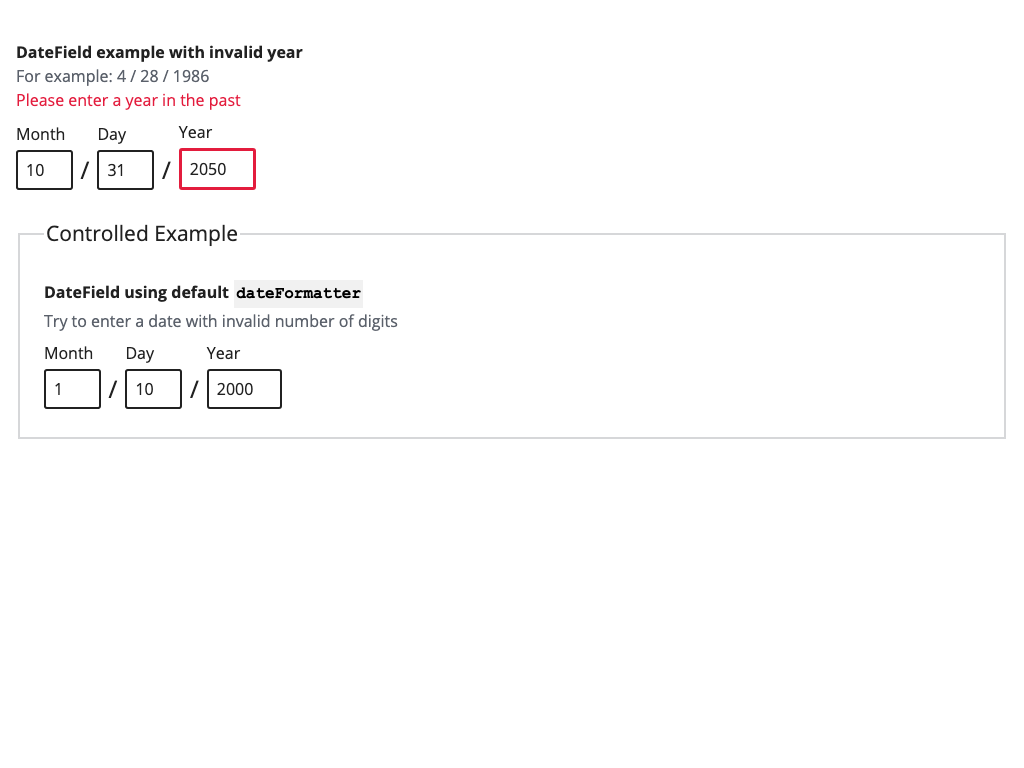 DateField example with invalid year
For example: 4 / 28 / 1986
Please enter a year in the past
Month Day Year
10 / 31 / 2050
Controlled Example
DateField using default dateFormatter
Try to enter a date with invalid number of digits
Month Day Year
1 / 10 / 2000